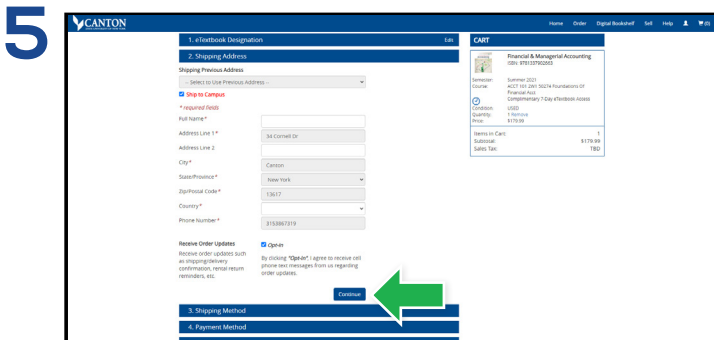 5
CANTON
Home Order Digital Bookshelf Sell Help (0)
1. eTextbook Designation Edit
2. Shipping Address
Shipping Previous Address
-- Select to Use Previous Address --
Ship to Campus
* required fields
Full Name*
Address Line 1* 34 Cornell Dr
Address Line 2
City* Canton
State/Province* New York
Zip/Postal Code* 13617
Country*
Phone Number* 3153867319
Receive Order Updates
Receive order updates such
as shipping/delivery
confirmation, rental return
reminders, etc.
Opt-In
By clicking "Opt-In", I agree to receive cell
phone text messages from us regarding
order updates.
Continue
3. Shipping Method
4. Payment Method
CART
Financial & Managerial Accounting
ISBN: 9781337902663
Semester: Summer 2021
Course: ACCT 101 2W1 50274 Foundations Of
Financial Acct
Complimentary 7-Day eTextbook Access
Condition: USED
Quantity: 1 Remove
Price: $179.99
Items in Cart: 1
Subtotal: $179.99
Sales Tax: TBD